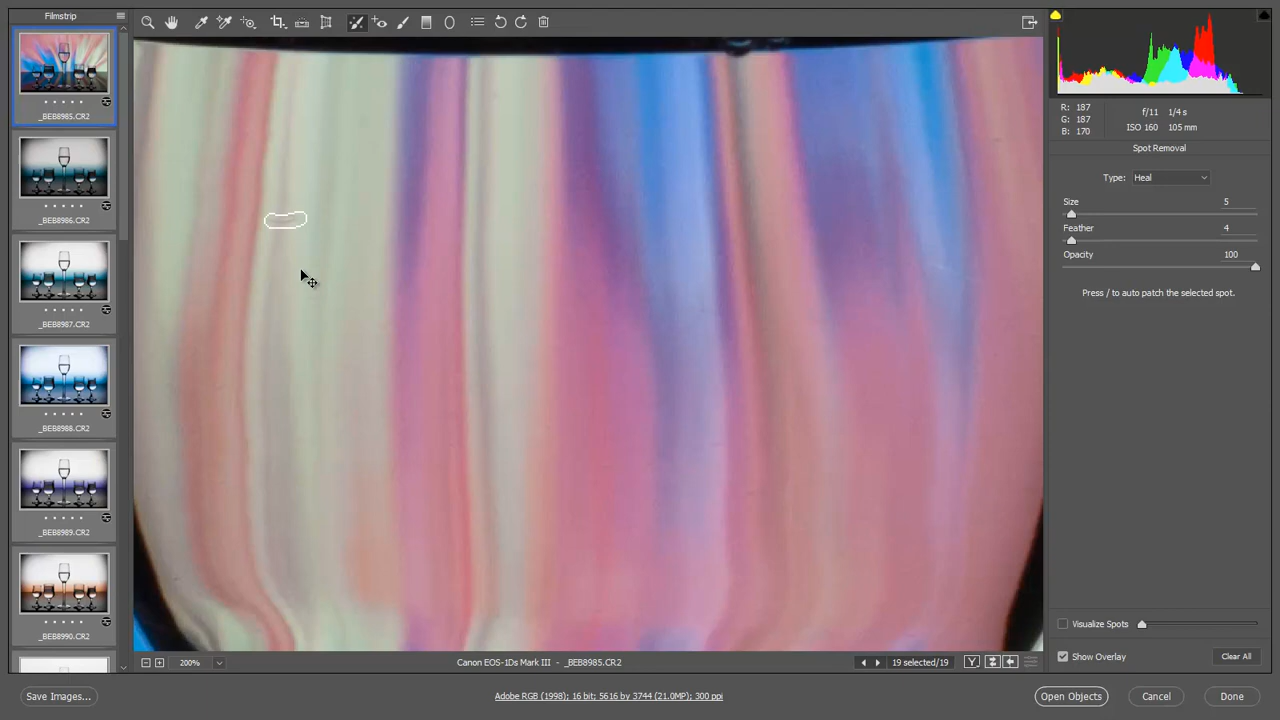 Filmstrip
_BEB8985.CR2
_BEB8986.CR2
_BEB8987.CR2
_BEB8988.CR2
_BEB8989.CR2
_BEB8990.CR2
200%
Canon EOS-1Ds Mark III - _BEB8985.CR2
19 selected/19
Y
R: 187
G: 187
B: 170
f/11 1/4 s
ISO 160 105 mm
Spot Removal
Type: Heal
Size 5
Feather 4
Opacity 100
Press / to auto patch the selected spot.
Visualize Spots
Show Overlay
Clear All
Save Images...
Adobe RGB (1998); 16 bit; 5616 by 3744 (21.0MP); 300 ppi
Open Objects
Cancel
Done